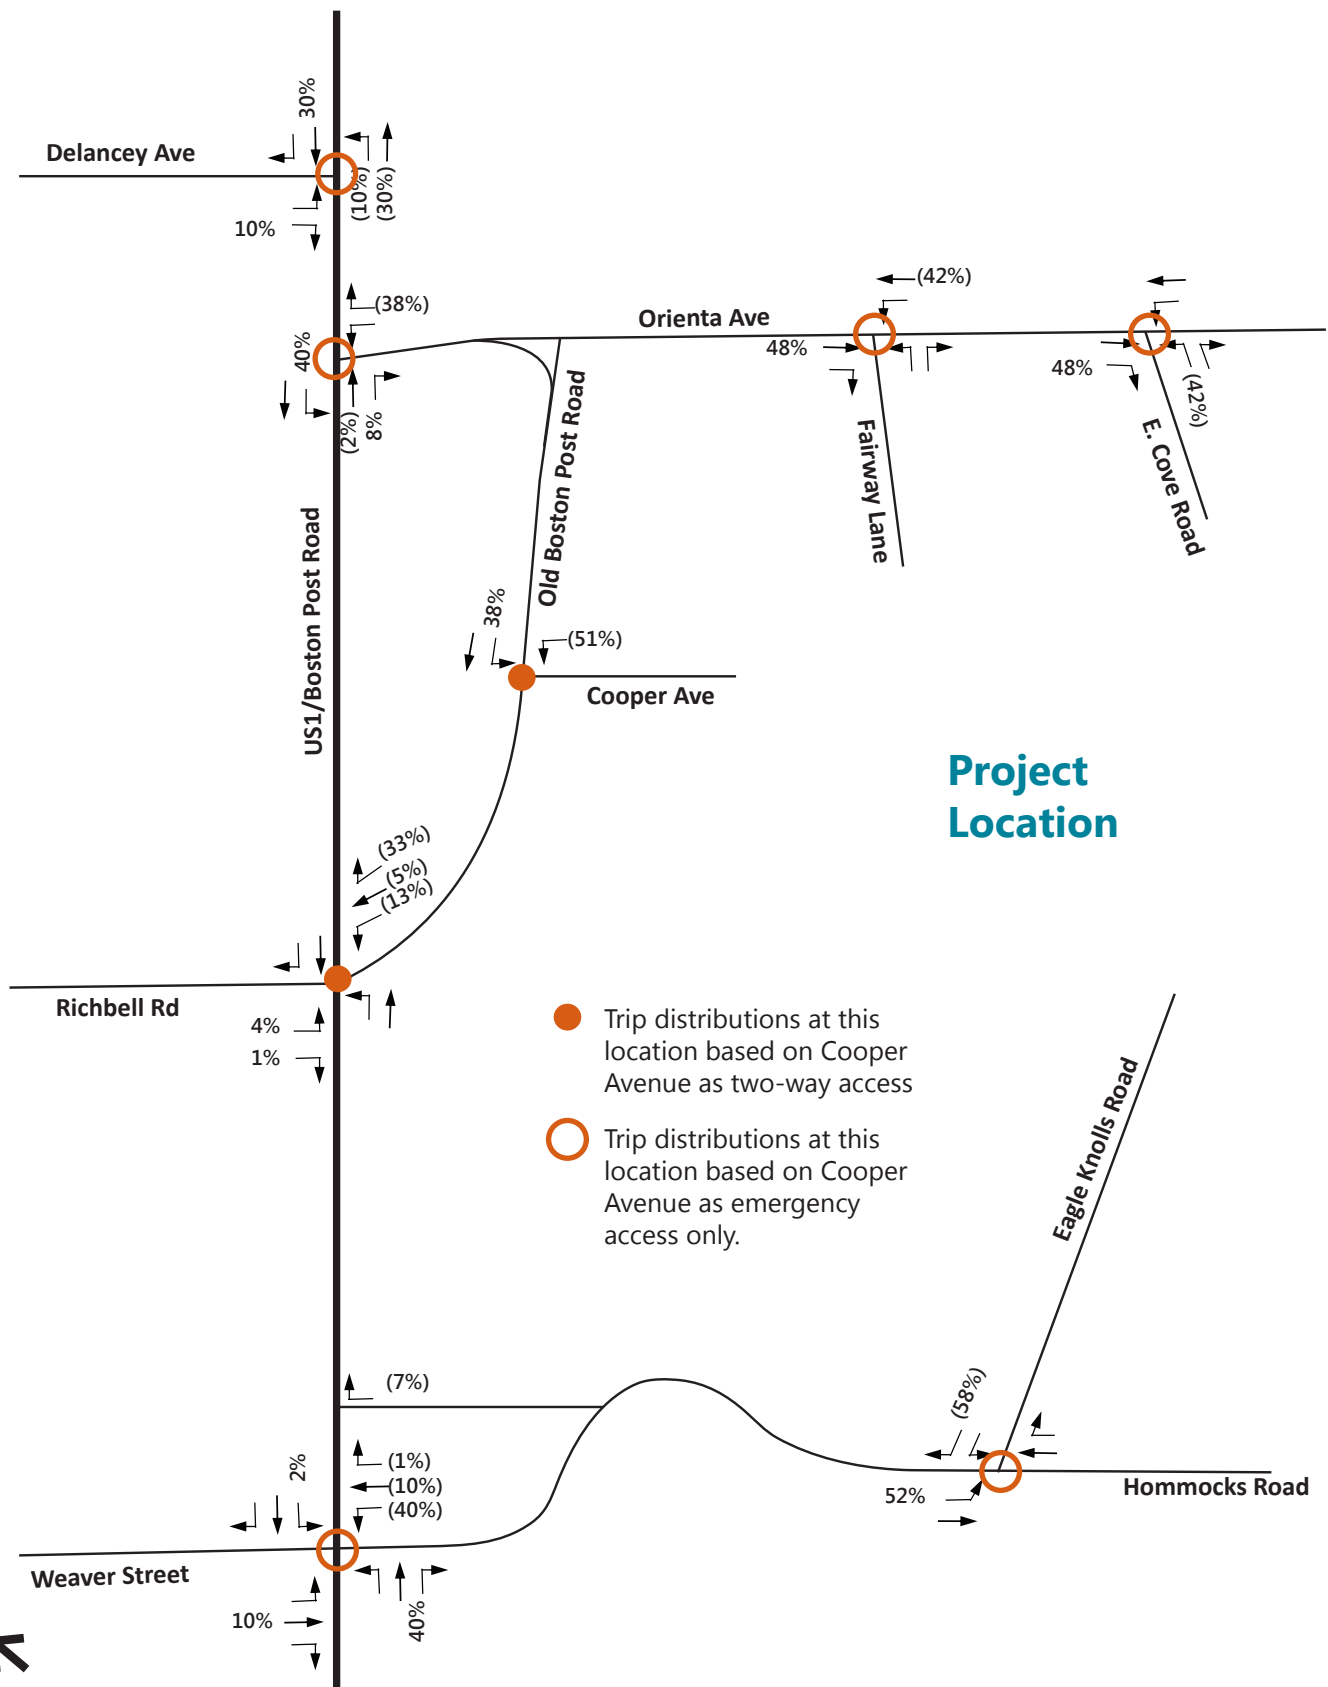 30%
Delancey Ave
(10%)
(30%)
10%
(38%)
40%
(2%)
8%
Orienta Ave
(42%)
48%
48%
(42%)
Fairway Lane
E. Cove Road
Old Boston Post Road
US1/Boston Post Road
38%
(51%)
Cooper Ave
Project
Location
(33%)
(5%)
(13%)
Richbell Rd
4%
1%
Trip distributions at this
location based on Cooper
Avenue as two-way access
Trip distributions at this
location based on Cooper
Avenue as emergency
access only.
Eagle Knolls Road
(7%)
(58%)
2%
(1%)
(10%)
(40%)
52%
Hommocks Road
Weaver Street
10%
40%